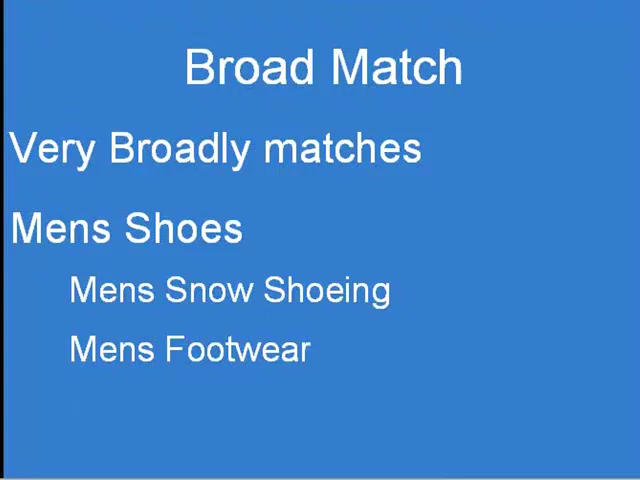 Broad Match
Very Broadly matches
Mens Shoes
Mens Snow Shoeing
Mens Footwear